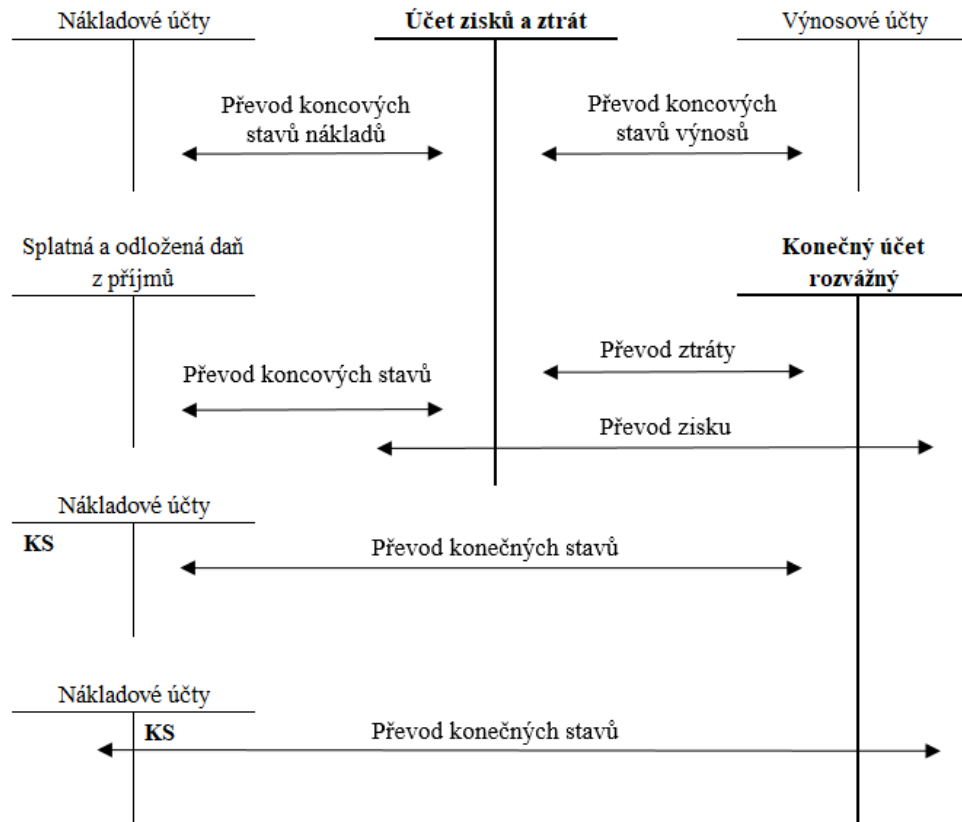 Nákladové účty
Účet zisků a ztrát
Výnosové účty
Převod koncových
stavů nákladů
Převod koncových
stavů výnosů
Splatná a odložená daň
z příjmů
Konečný účet
rozvážný
Převod ztráty
Převod koncových stavů
Převod zisku
Nákladové účty
KS
Převod konečných stavů
Nákladové účty
KS
Převod konečných stavů